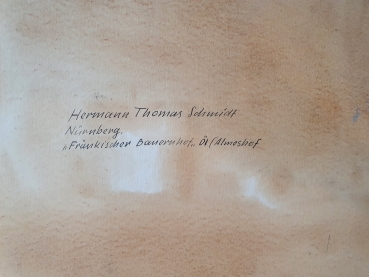 Hermann Thomas Schmidt
Nürnberg.
„Fränkischer Bauernhof„ Öl/Almoshof